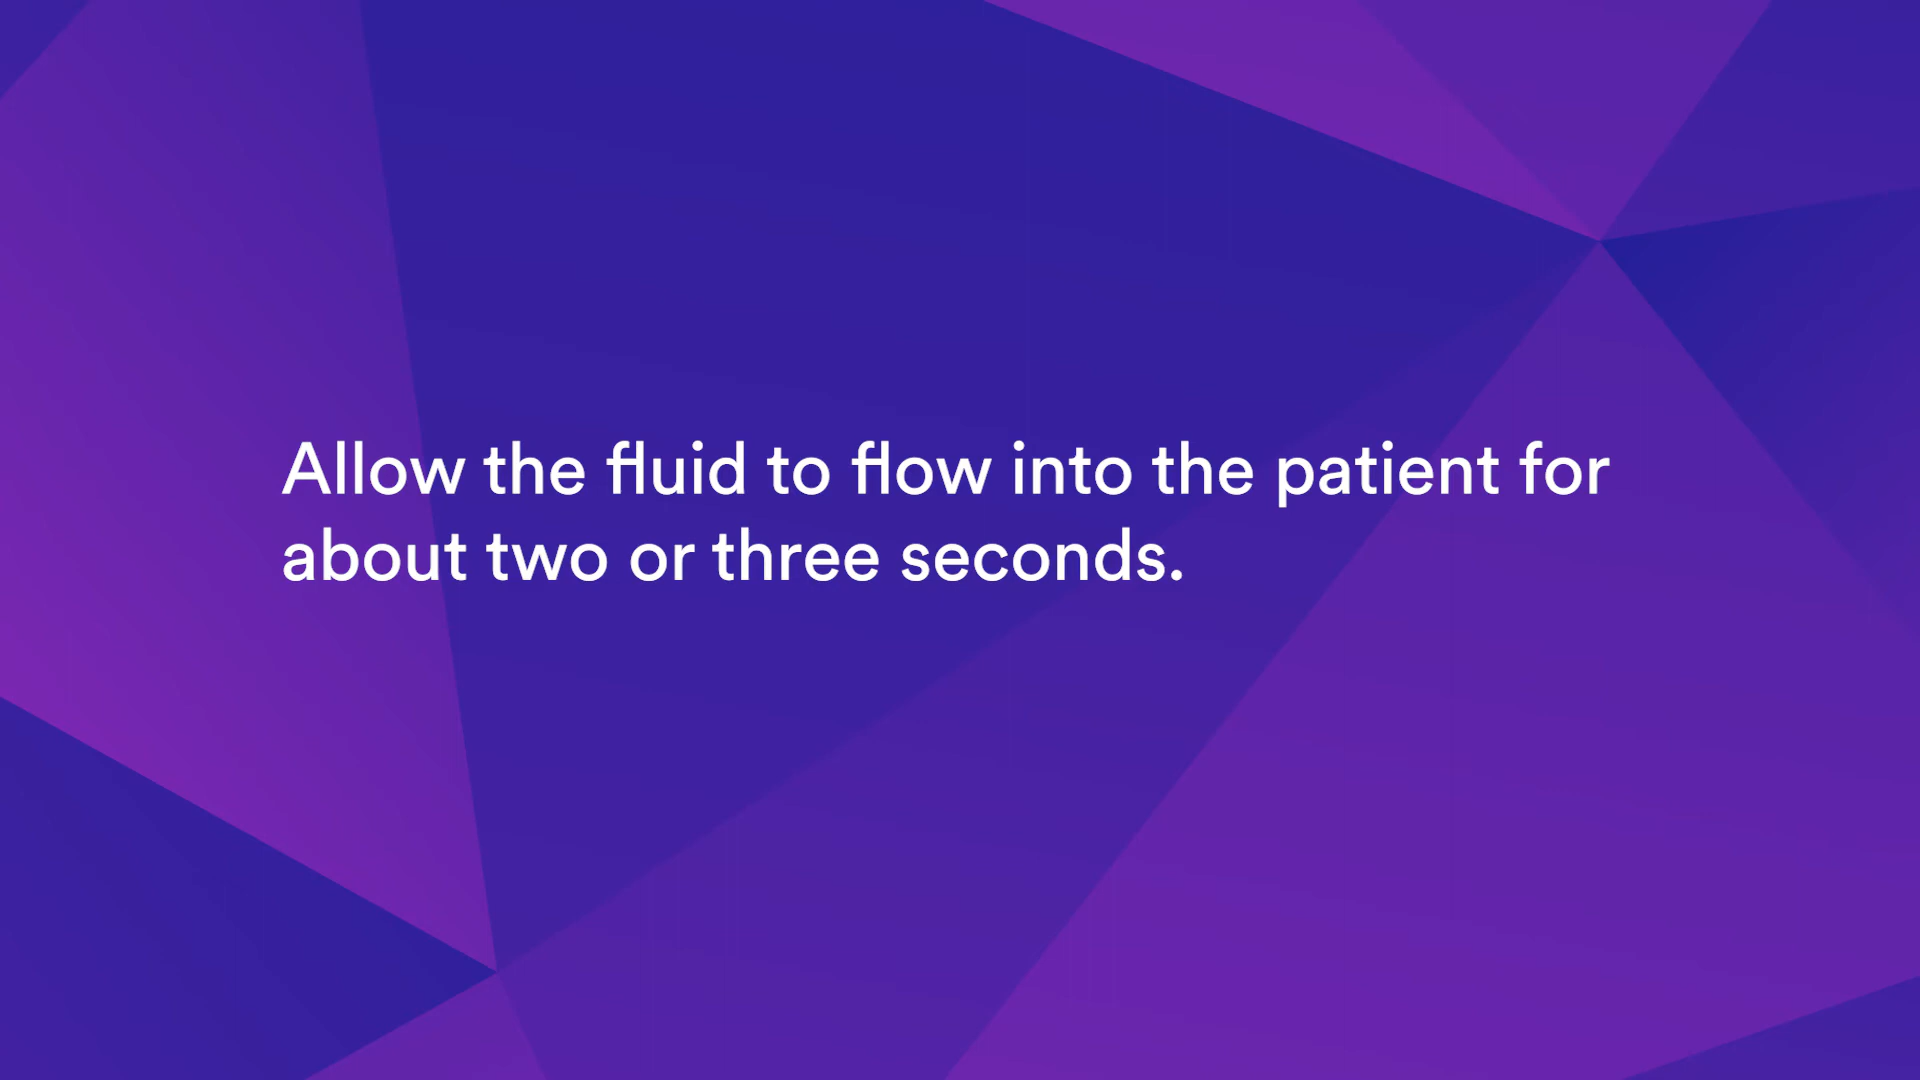 Allow the fluid to flow into the patient for
about two or three seconds.